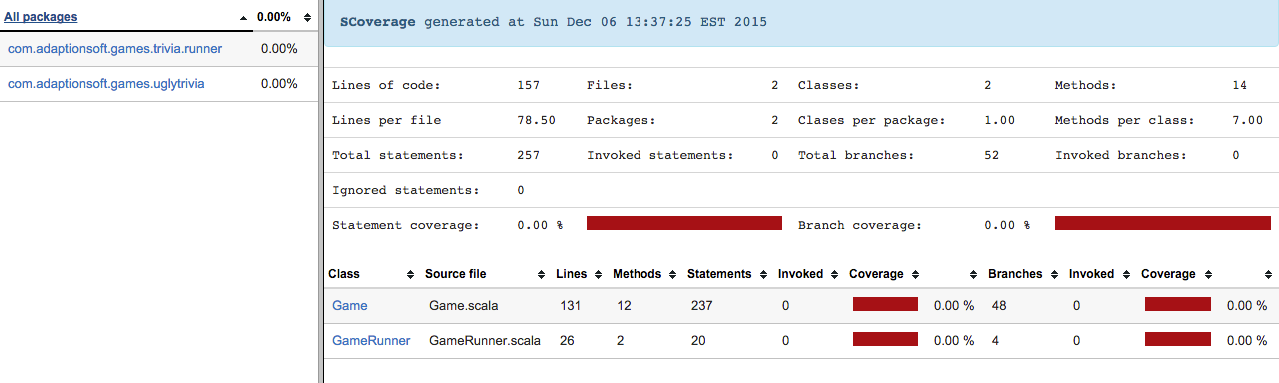 All packages 0.00%
com.adaptionsoft.games.trivia.runner 0.00%
com.adaptionsoft.games.uglytrivia 0.00%
SCoverage generated at Sun Dec 06 13:37:25 EST 2015
Lines of code: 157 Files: 2 Classes: 2 Methods: 14
Lines per file 78.50 Packages: 2 Clases per package: 1.00 Methods per class: 7.00
Total statements: 257 Invoked statements: 0 Total branches: 52 Invoked branches: 0
Ignored statements: 0
Statement coverage: 0.00 % Branch coverage: 0.00 %
Class Source file Lines Methods Statements Invoked Coverage Branches Invoked Coverage
Game Game.scala 131 12 237 0 0.00 % 48 0 0.00 %
GameRunner GameRunner.scala 26 2 20 0 0.00 % 4 0 0.00 %